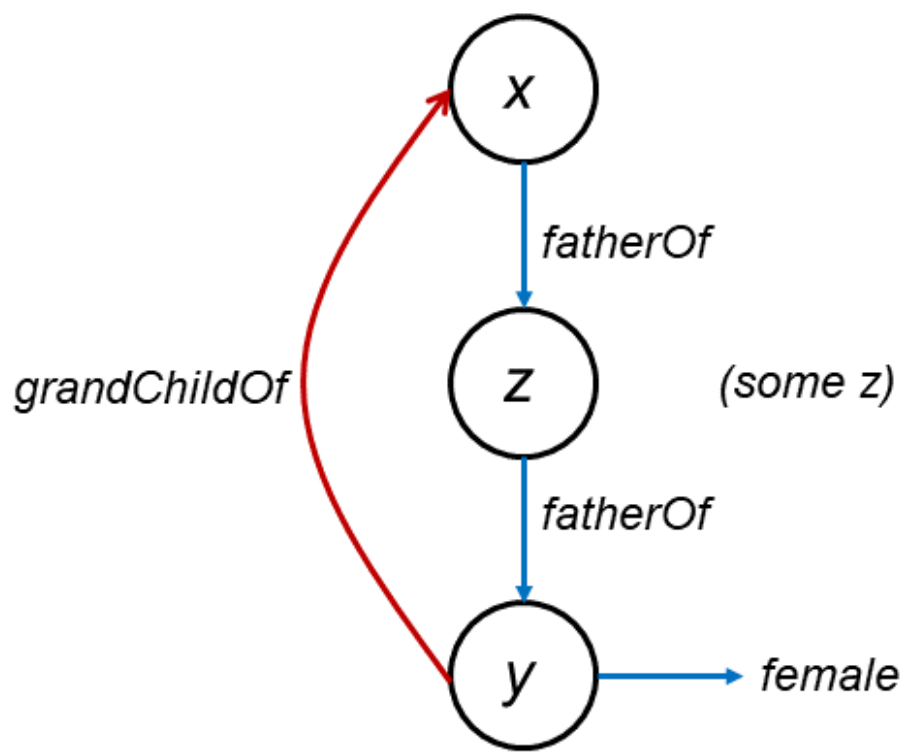 x
fatherOf
grandChildOf
z
(some z)
fatherOf
y
female